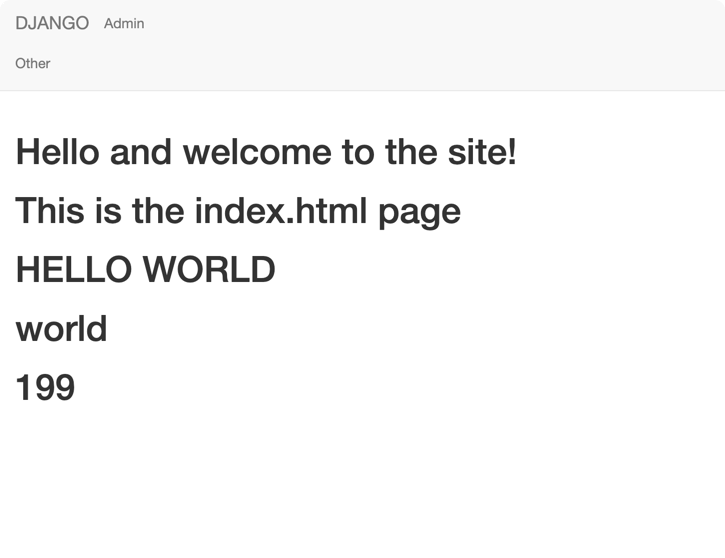 DJANGO Admin
Other
Hello and welcome to the site!
This is the index.html page
HELLO WORLD
world
199